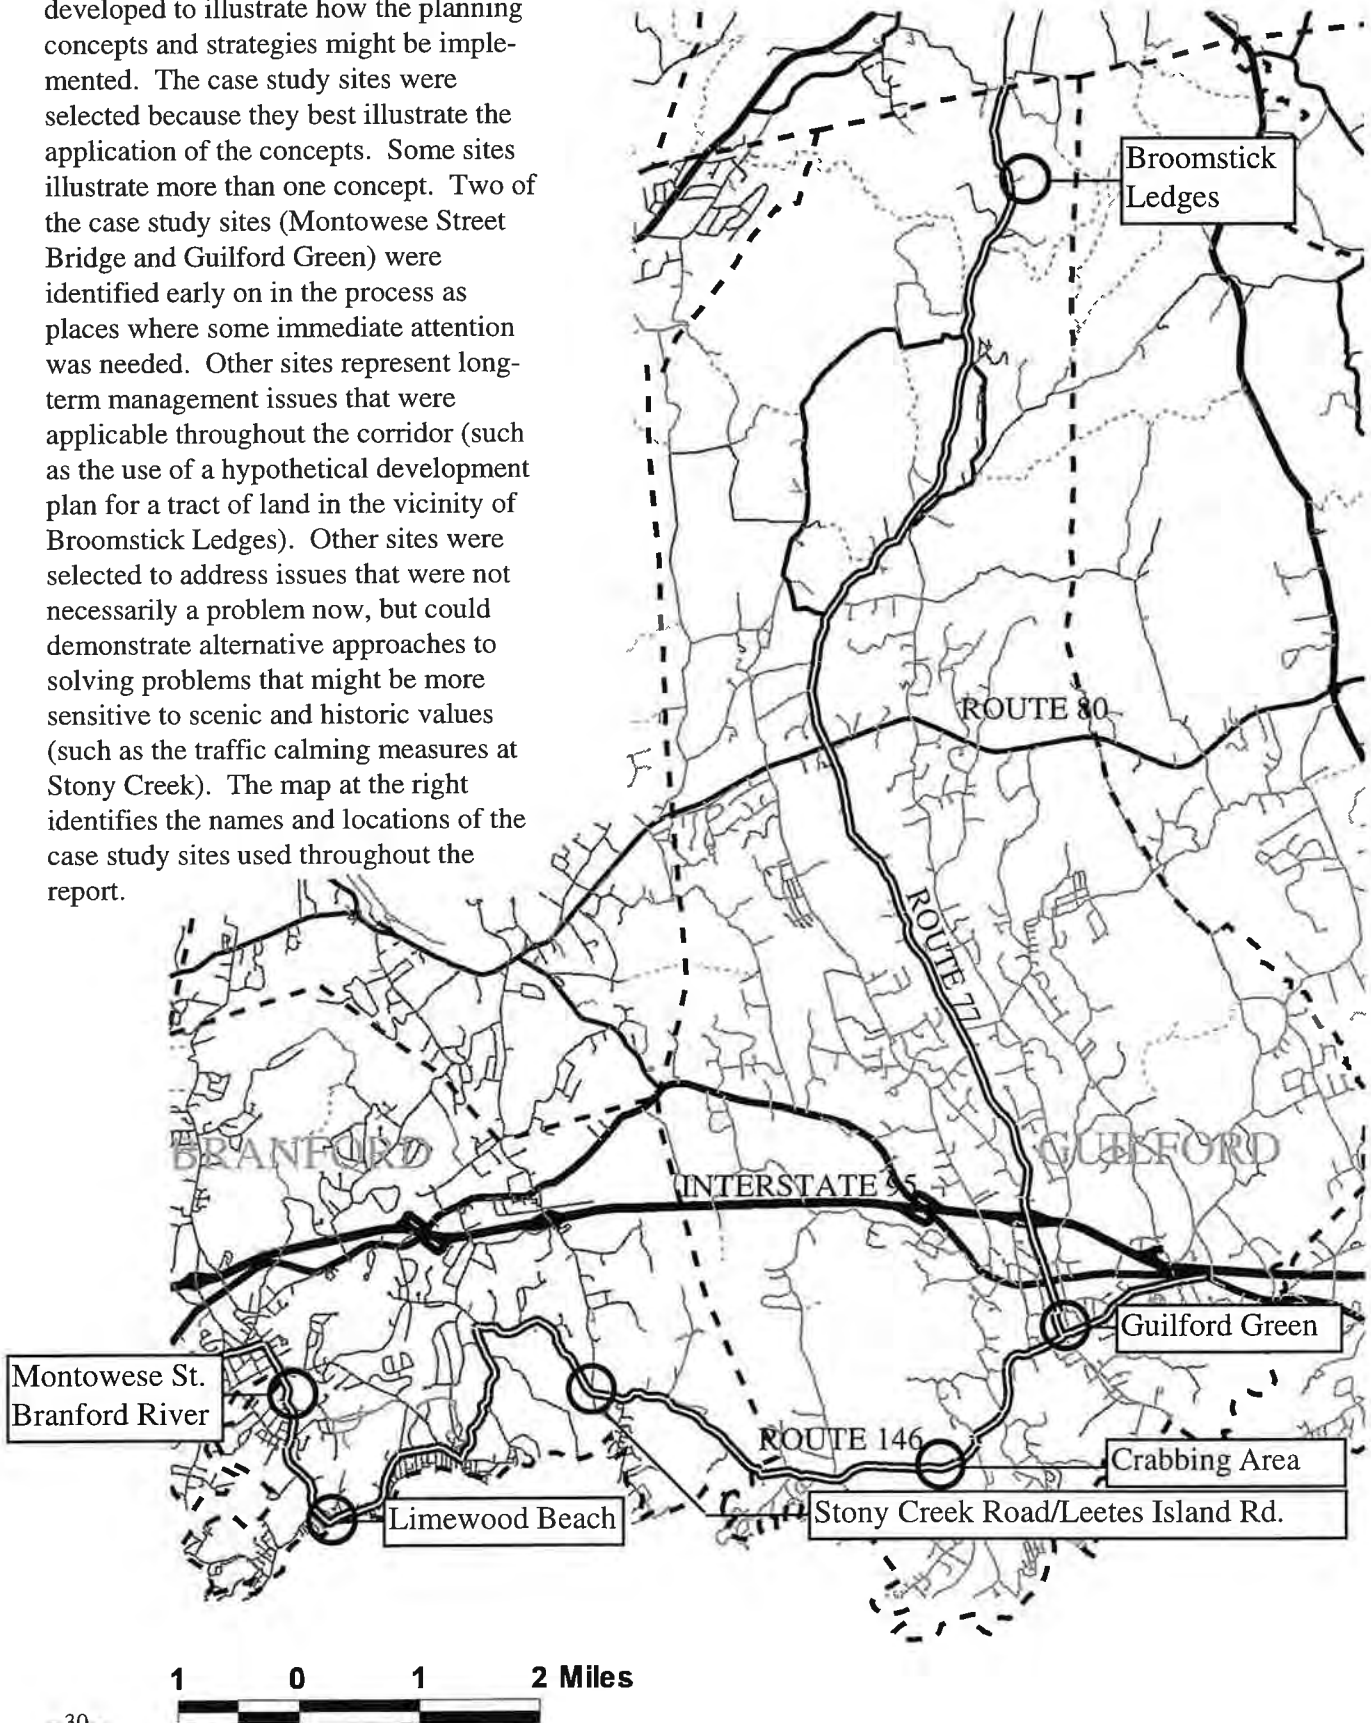 developed to illustrate how the planning
concepts and strategies might be imple-
mented.  The case study sites were
selected because they best illustrate the
application of the concepts.  Some sites
illustrate more than one concept.  Two of
the case study sites (Montowese Street
Bridge and Guilford Green) were
identified early on in the process as
places where some immediate attention
was needed.  Other sites represent long-
term management issues that were
applicable throughout the corridor (such
as the use of a hypothetical development
plan for a tract of land in the vicinity of
Broomstick Ledges).  Other sites were
selected to address issues that were not
necessarily a problem now, but could
demonstrate alternative approaches to
solving problems that might be more
sensitive to scenic and historic values
(such as the traffic calming measures at
Stony Creek).  The map at the right
identifies the names and locations of the
case study sites used throughout the
report.
Broomstick
Ledges
ROUTE 80
ROUTE 77
BRANFORD
GUILFORD
INTERSTATE 95
Guilford Green
Montowese St.
Branford River
ROUTE 146
Crabbing Area
Limewood Beach
Stony Creek Road/Leetes Island Rd.
1 0 1 2 Miles
30